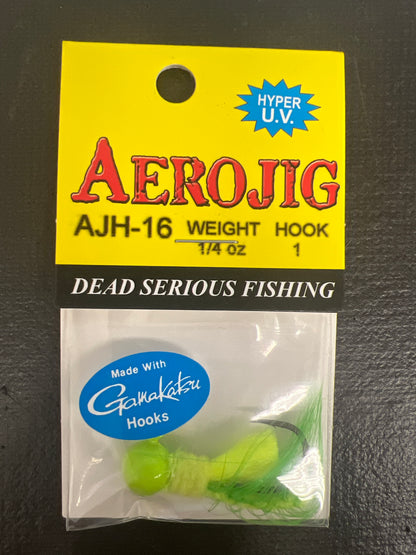 HYPER
U.V.
AEROJIG
AJH-16 WEIGHT HOOK
1/4 oz 1
DEAD SERIOUS FISHING
Made With
Gamakatsu
Hooks